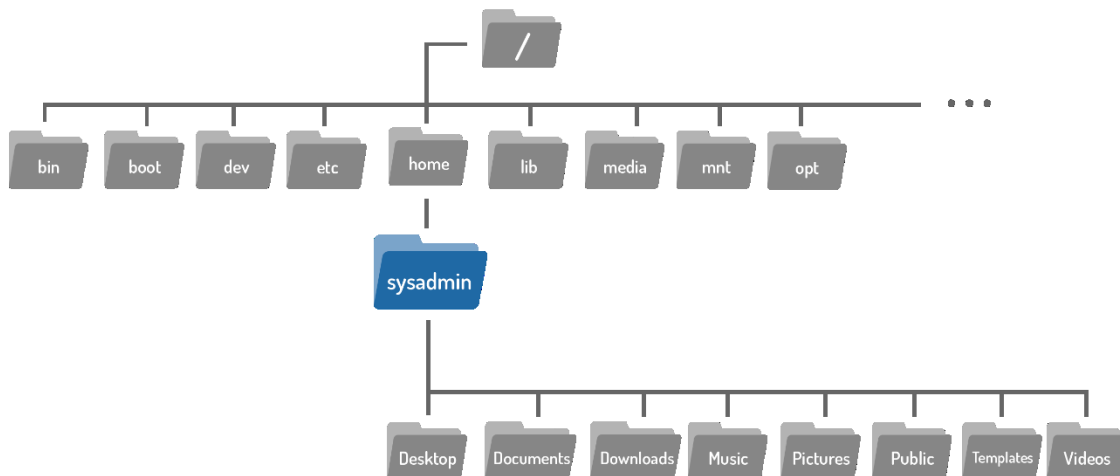 /
bin boot dev etc home lib media mnt opt
sysadmin
Desktop Documents Downloads Music Pictures Public Templates Videos